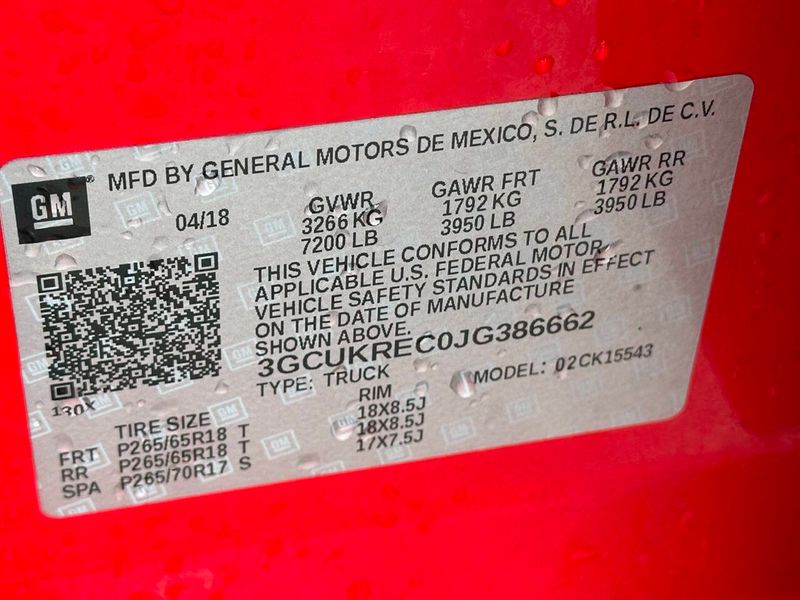 GM
MFD BY GENERAL MOTORS DE MEXICO, S. DE R.L. DE C.V.
04/18
GVWR GAWR FRT GAWR RR
3266 KG 1792 KG 1792 KG
7200 LB 3950 LB 3950 LB
THIS VEHICLE CONFORMS TO ALL
APPLICABLE U.S. FEDERAL MOTOR
VEHICLE SAFETY STANDARDS IN EFFECT
ON THE DATE OF MANUFACTURE
SHOWN ABOVE.
3GCUKREC0JG386662
TYPE: TRUCK MODEL: 02CK15543
130X
TIRE SIZE RIM
FRT P265/65R18 T 18X8.5J
RR P265/65R18 T 18X8.5J
SPA P265/70R17 S 17X7.5J